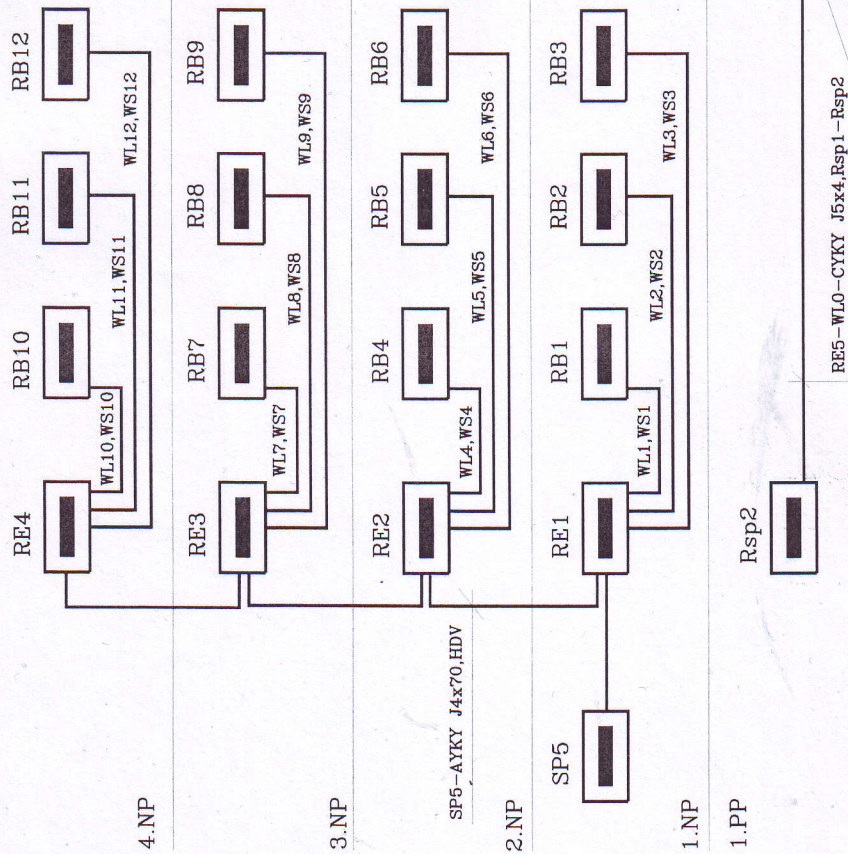 RE4
RB10
RB11
RB12
WL10,WS10
WL11,WS11
WL12,WS12
4.NP
RE3
RB7
RB8
RB9
WL7,WS7
WL8,WS8
WL9,WS9
3.NP
RE2
RB4
RB5
RB6
WL4,WS4
WL5,WS5
WL6,WS6
SP5-AYKY J4x70,HDV
2.NP
SP5
RE1
RB1
RB2
RB3
WL1,WS1
WL2,WS2
WL3,WS3
1.NP
1.PP
Rsp2
RE5-WL0-CYKY J5x4,Rsp1-Rsp2